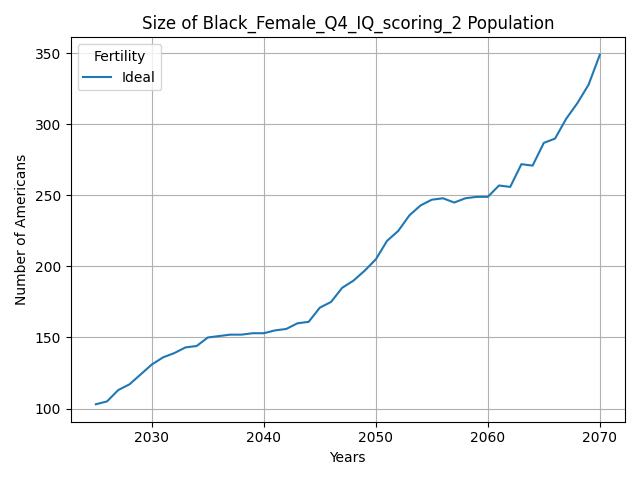 Size of Black_Female_Q4_IQ_scoring_2 Population
Fertility
Ideal
350
300
250
200
150
100
Number of Americans
2030 2040 2050 2060 2070
Years